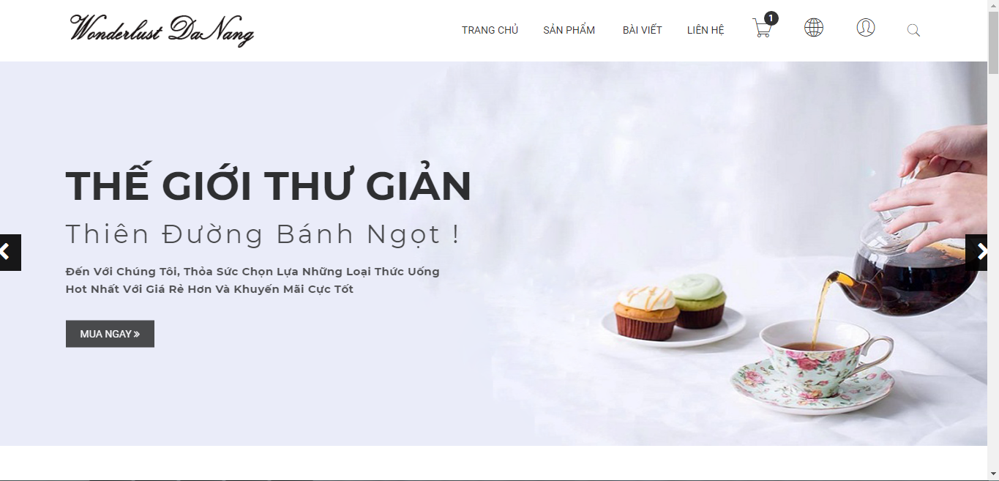 Wonderlust DaNang
TRANG CHỦ SẢN PHẨM BÀI VIẾT LIÊN HỆ 1
THẾ GIỚI THƯ GIẢN
Thiên Đường Bánh Ngọt !
Đến Với Chúng Tôi, Thỏa Sức Chọn Lựa Những Loại Thức Uống
Hot Nhất Với Giá Rẻ Hơn Và Khuyến Mãi Cực Tốt
MUA NGAY »